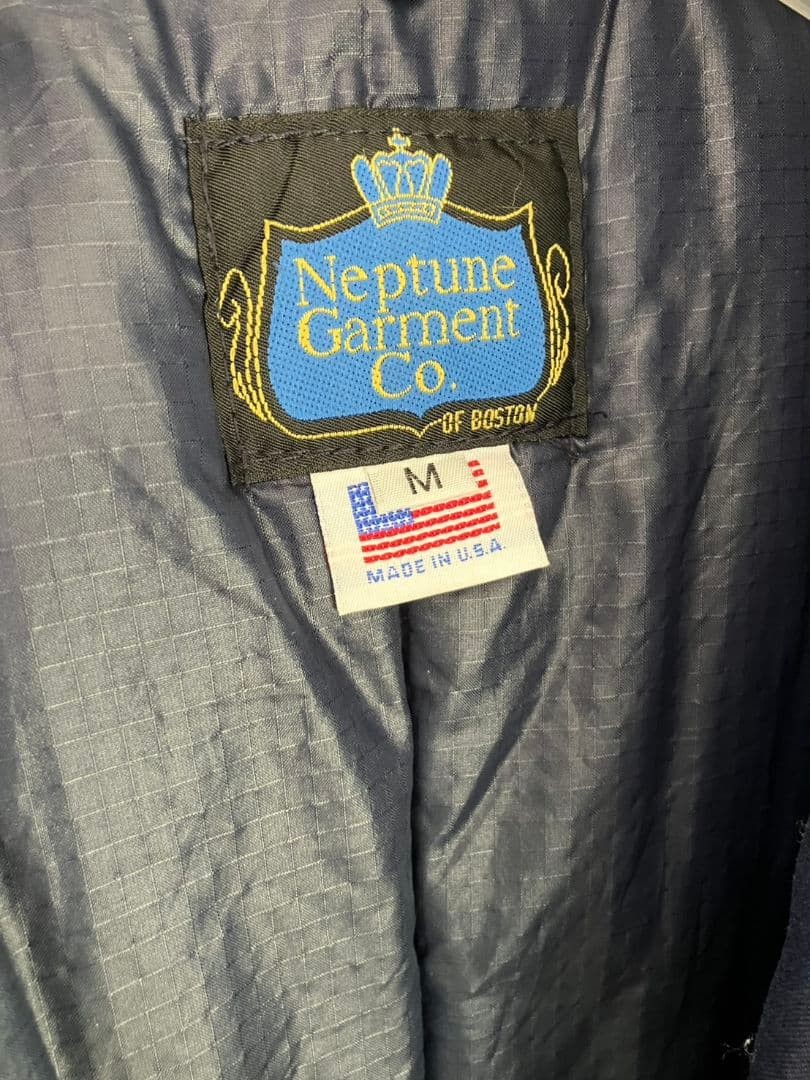 Neptune
Garment
Co.
OF BOSTON
M
MADE IN U.S.A.